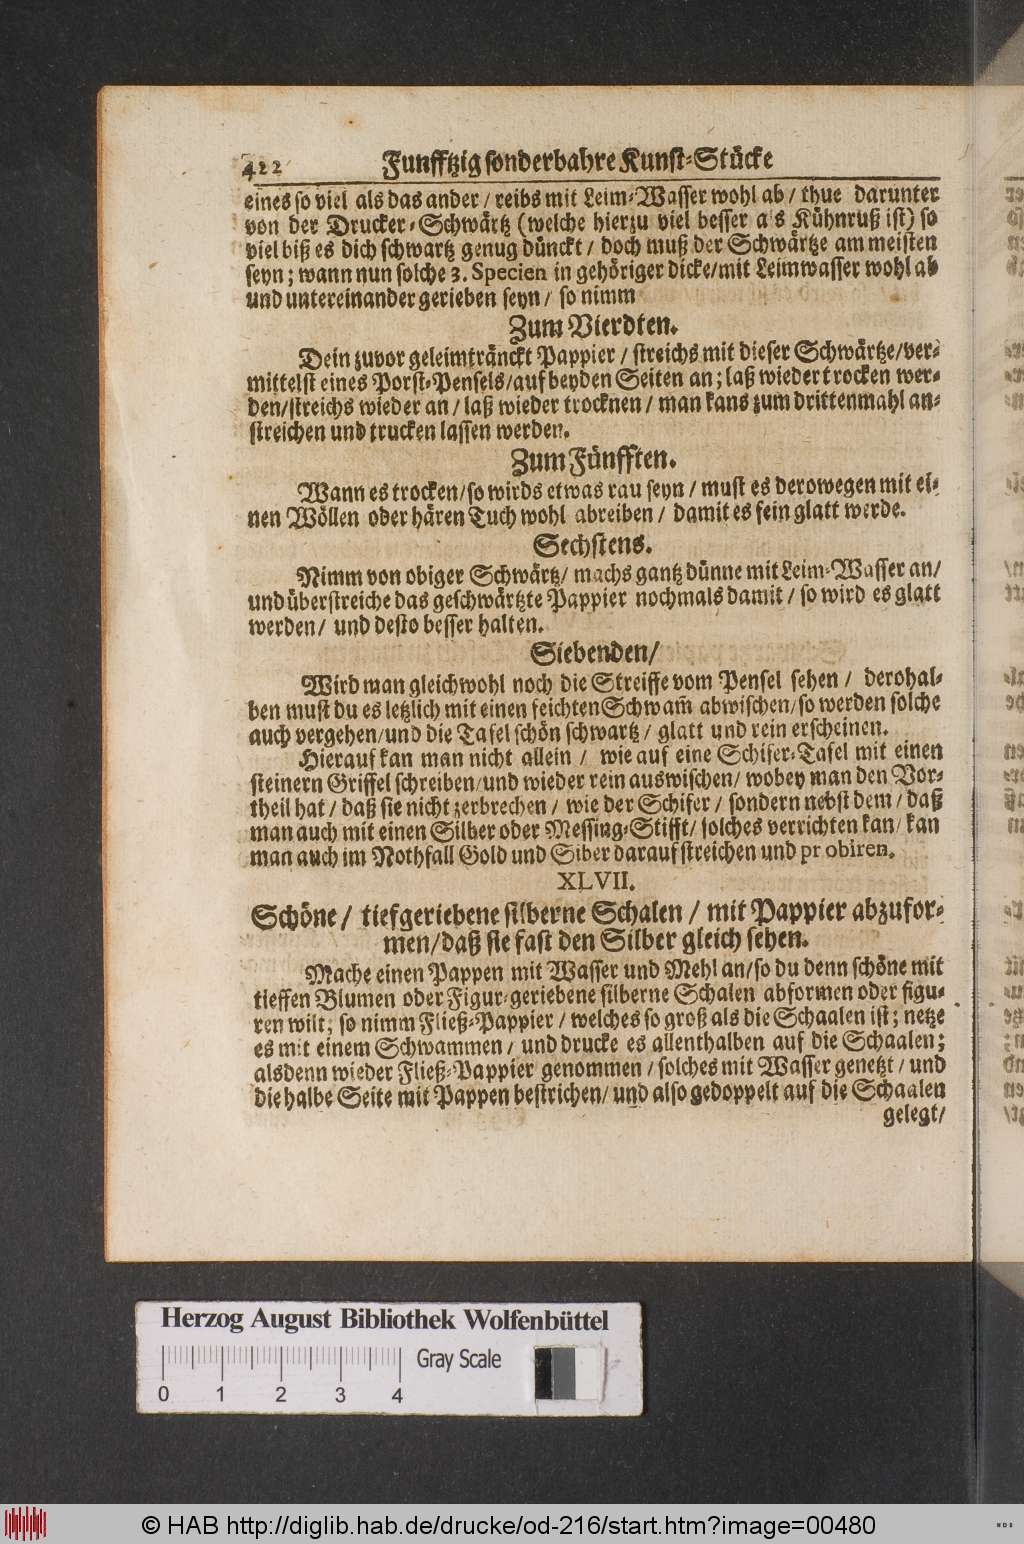 422 Funfftzig sonderbahre Kunst-Stücke
eines so viel als das ander / reibs mit Leim-Wasser wohl ab / thue darunter
von der Drucker-Schwärtz (welche hierzu viel besser a's Kühnruß ist) so
viel biß es dich schwartz genug dünckt / doch muß der Schwärtze am meisten
seyn; wann nun solche 3. Specien in gehöriger dicke/mit Leimwasser wohl ab
und untereinander gerieben seyn / so nimm
Zum Vierdten.
Dein zuvor geleimtränckt Pappier / streichs mit dieser Schwärtze/ver-
mittelst eines Porst-Pensels/auf beyden Seiten an; laß wieder trocken wer-
den/streichs wieder an / laß wieder trocknen / man kans zum drittenmahl an-
streichen und trucken lassen werden.
Zum Fünfften.
Wann es trocken/so wirds etwas rau seyn / must es derowegen mit ei-
nen Wöllen oder hären Tuch wohl abreiben / damit es fein glatt werde.
Sechstens.
Nimm von obiger Schwärtz/ machs gantz dünne mit Leim-Wasser an/
und überstreiche das geschwärtzte Pappier nochmals damit / so wird es glatt
werden/ und desto besser halten.
Siebenden/
Wird man gleichwohl noch die Streiffe vom Pensel sehen / derohal-
ben must du es letzlich mit einen feichten Schwam̃ abwischen/so werden solche
auch vergehen/und die Tafel schön schwartz / glatt und rein erscheinen.
Hierauf kan man nicht allein / wie auf eine Schifer-Tafel mit einen
steinern Griffel schreiben/und wieder rein auswischen/ wobey man den Vor-
theil hat / daß sie nicht zerbrechen / wie der Schifer / sondern nebst dem / daß
man auch mit einen Silber oder Messing-Stifft/ solches verrichten kan/ kan
man auch im Nothfall Gold und Siber darauf streichen und pr obiren.
XLVII.
Schöne / tiefgeriebene silberne Schalen / mit Pappier abzufor-
men/daß sie fast den Silber gleich sehen.
Mache einen Pappen mit Wasser und Mehl an/so du denn schöne mit
tieffen Blumen oder Figur-geriebene silberne Schalen abformen oder figu-
ren wilt; so nimm Fließ-Pappier / welches so groß als die Schaalen ist; netze
es mit einem Schwammen / und drucke es allenthalben auf die Schaalen;
alsdenn wieder Fließ-Pappier genommen / solches mit Wasser genetzt / und
die halbe Seite mit Pappen bestrichen/ und also gedoppelt auf die Schaalen
gelegt/
Herzog August Bibliothek Wolfenbüttel
Gray Scale
0 1 2 3 4
© HAB http://diglib.hab.de/drucke/od-216/start.htm?image=00480